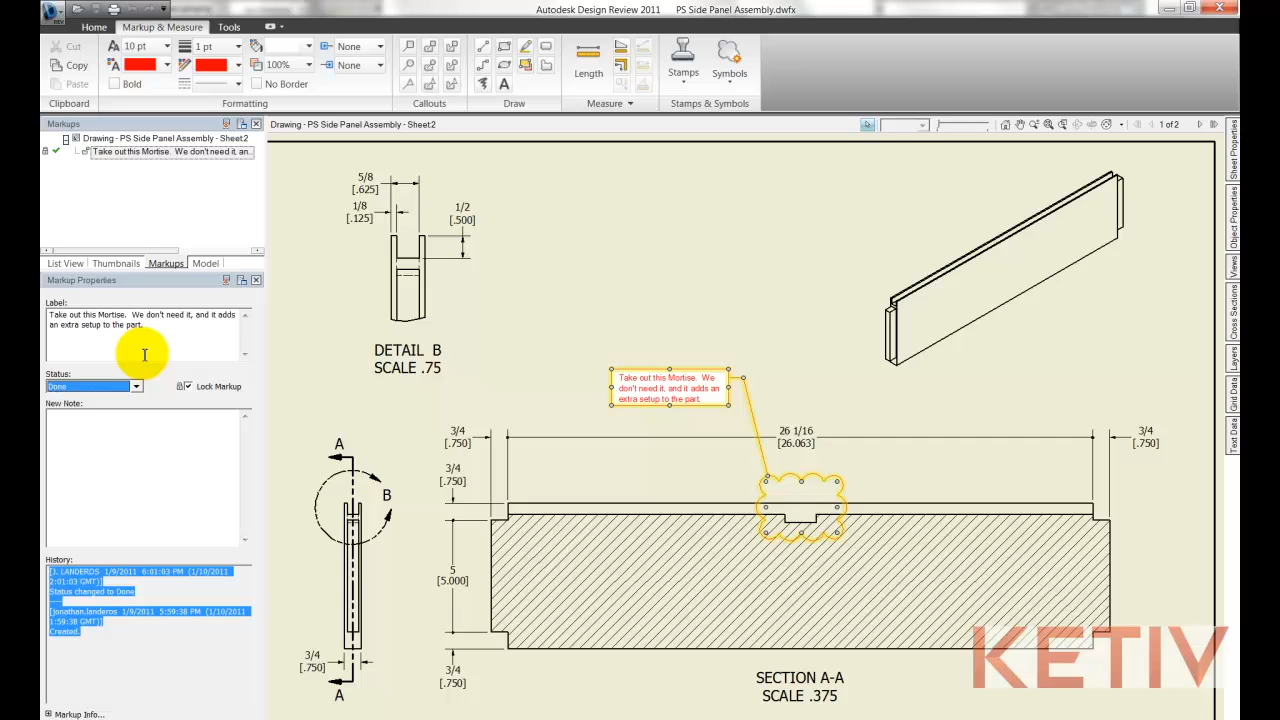 Autodesk Design Review 2011 PS Side Panel Assembly.dwfx
REV
Home Markup & Measure Tools
Cut
Copy
Paste
10 pt
Bold
1 pt
100%
No Border
None
None
Length
Stamps
Symbols
Clipboard
Formatting
Callouts
Draw
Measure
Stamps & Symbols
Markups
Drawing - PS Side Panel Assembly - Sheet2
Take out this Mortise. We don't need it, an...
List View Thumbnails Markups Model
Markup Properties
Label:
Take out this Mortise. We don't need it, and it adds
an extra setup to the part.
Status:
Done
Lock Markup
New Note:
History:
[J. LANDEROS 1/9/2011 6:01:03 PM (1/10/2011
2:01:03 GMT)]
Status changed to Done
-----
[jonathan.landeros 1/9/2011 5:59:38 PM (1/10/2011
1:59:38 GMT)]
Created.
Markup Info...
Drawing - PS Side Panel Assembly - Sheet2
1 of 2
Sheet Properties
Object Properties
Views
Cross Sections
Layers
Grid Data
Text Data
5/8
[.625]
1/8
[.125]
1/2
[.500]
DETAIL B
SCALE .75
Take out this Mortise. We
don't need it, and it adds
extra setup to the part.
3/4
[.750]
26 1/16
[26.063]
3/4
[.750]
A
B
3/4
[.750]
5
[5.000]
3/4
[.750]
3/4
[.750]
A
SECTION A-A
SCALE .375
KETIV